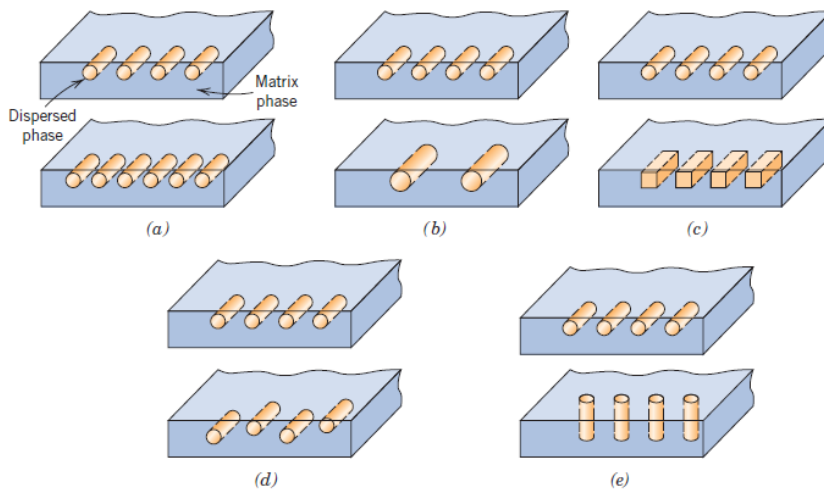 Matrix
phase
Dispersed
phase
(a)
(b)
(c)
(d)
(e)